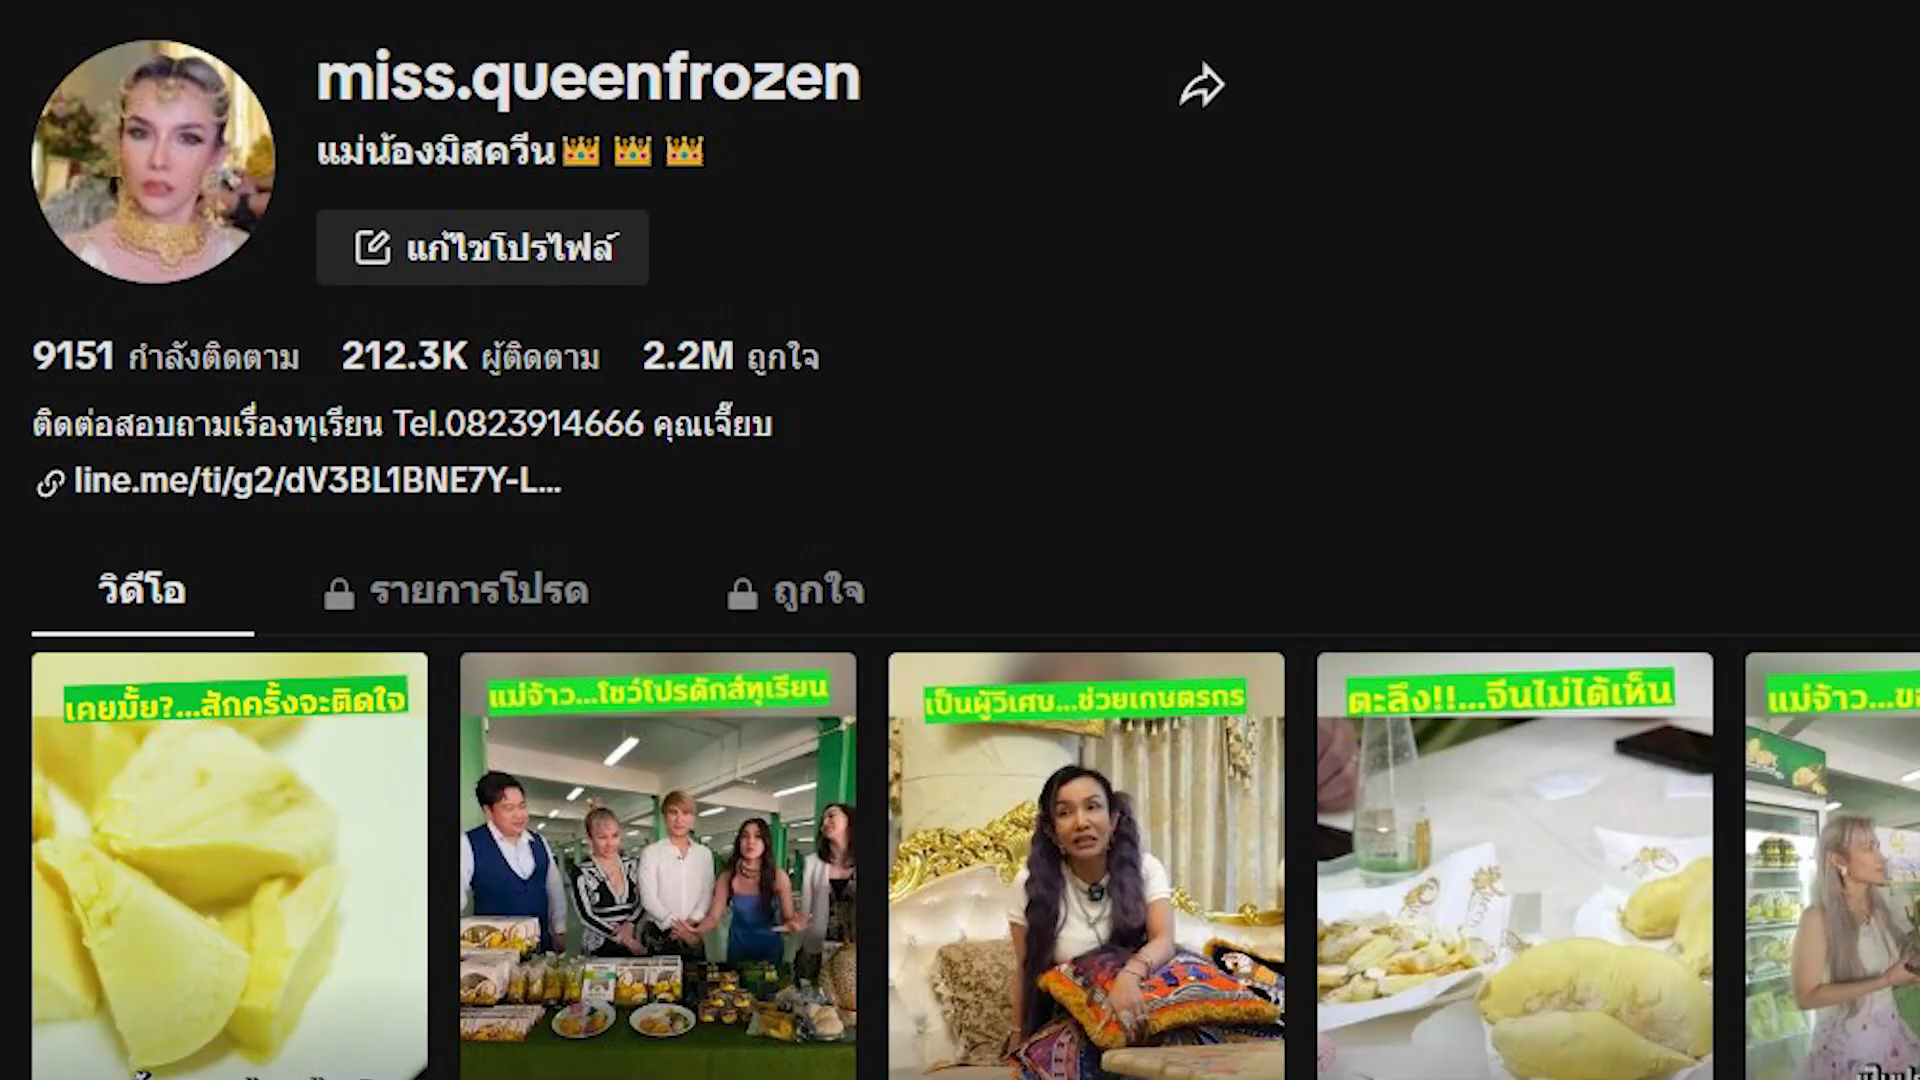 miss.queenfrozen
แม่น้องมิสควีน👑 👑 👑
แก้ไขโปรไฟล์
9151 กำลังติดตาม 212.3K ผู้ติดตาม 2.2M ถูกใจ
ติดต่อสอบถามเรื่องทุเรียน Tel.0823914666 คุณเจี๊ยบ
line.me/ti/g2/dV3BL1BNE7Y-L...
วิดีโอ รายการโปรด ถูกใจ
เคยมั้ย?...สักครั้งจะติดใจ
แม่จ๋าว...โชว์โปรดักส์ทุเรียน
เป็นผู้วิเศษ...ช่วยเกษตรกร
ตะลึง!!...จีนไม่ได้เห็น
แม่จ๋าว...ขอ